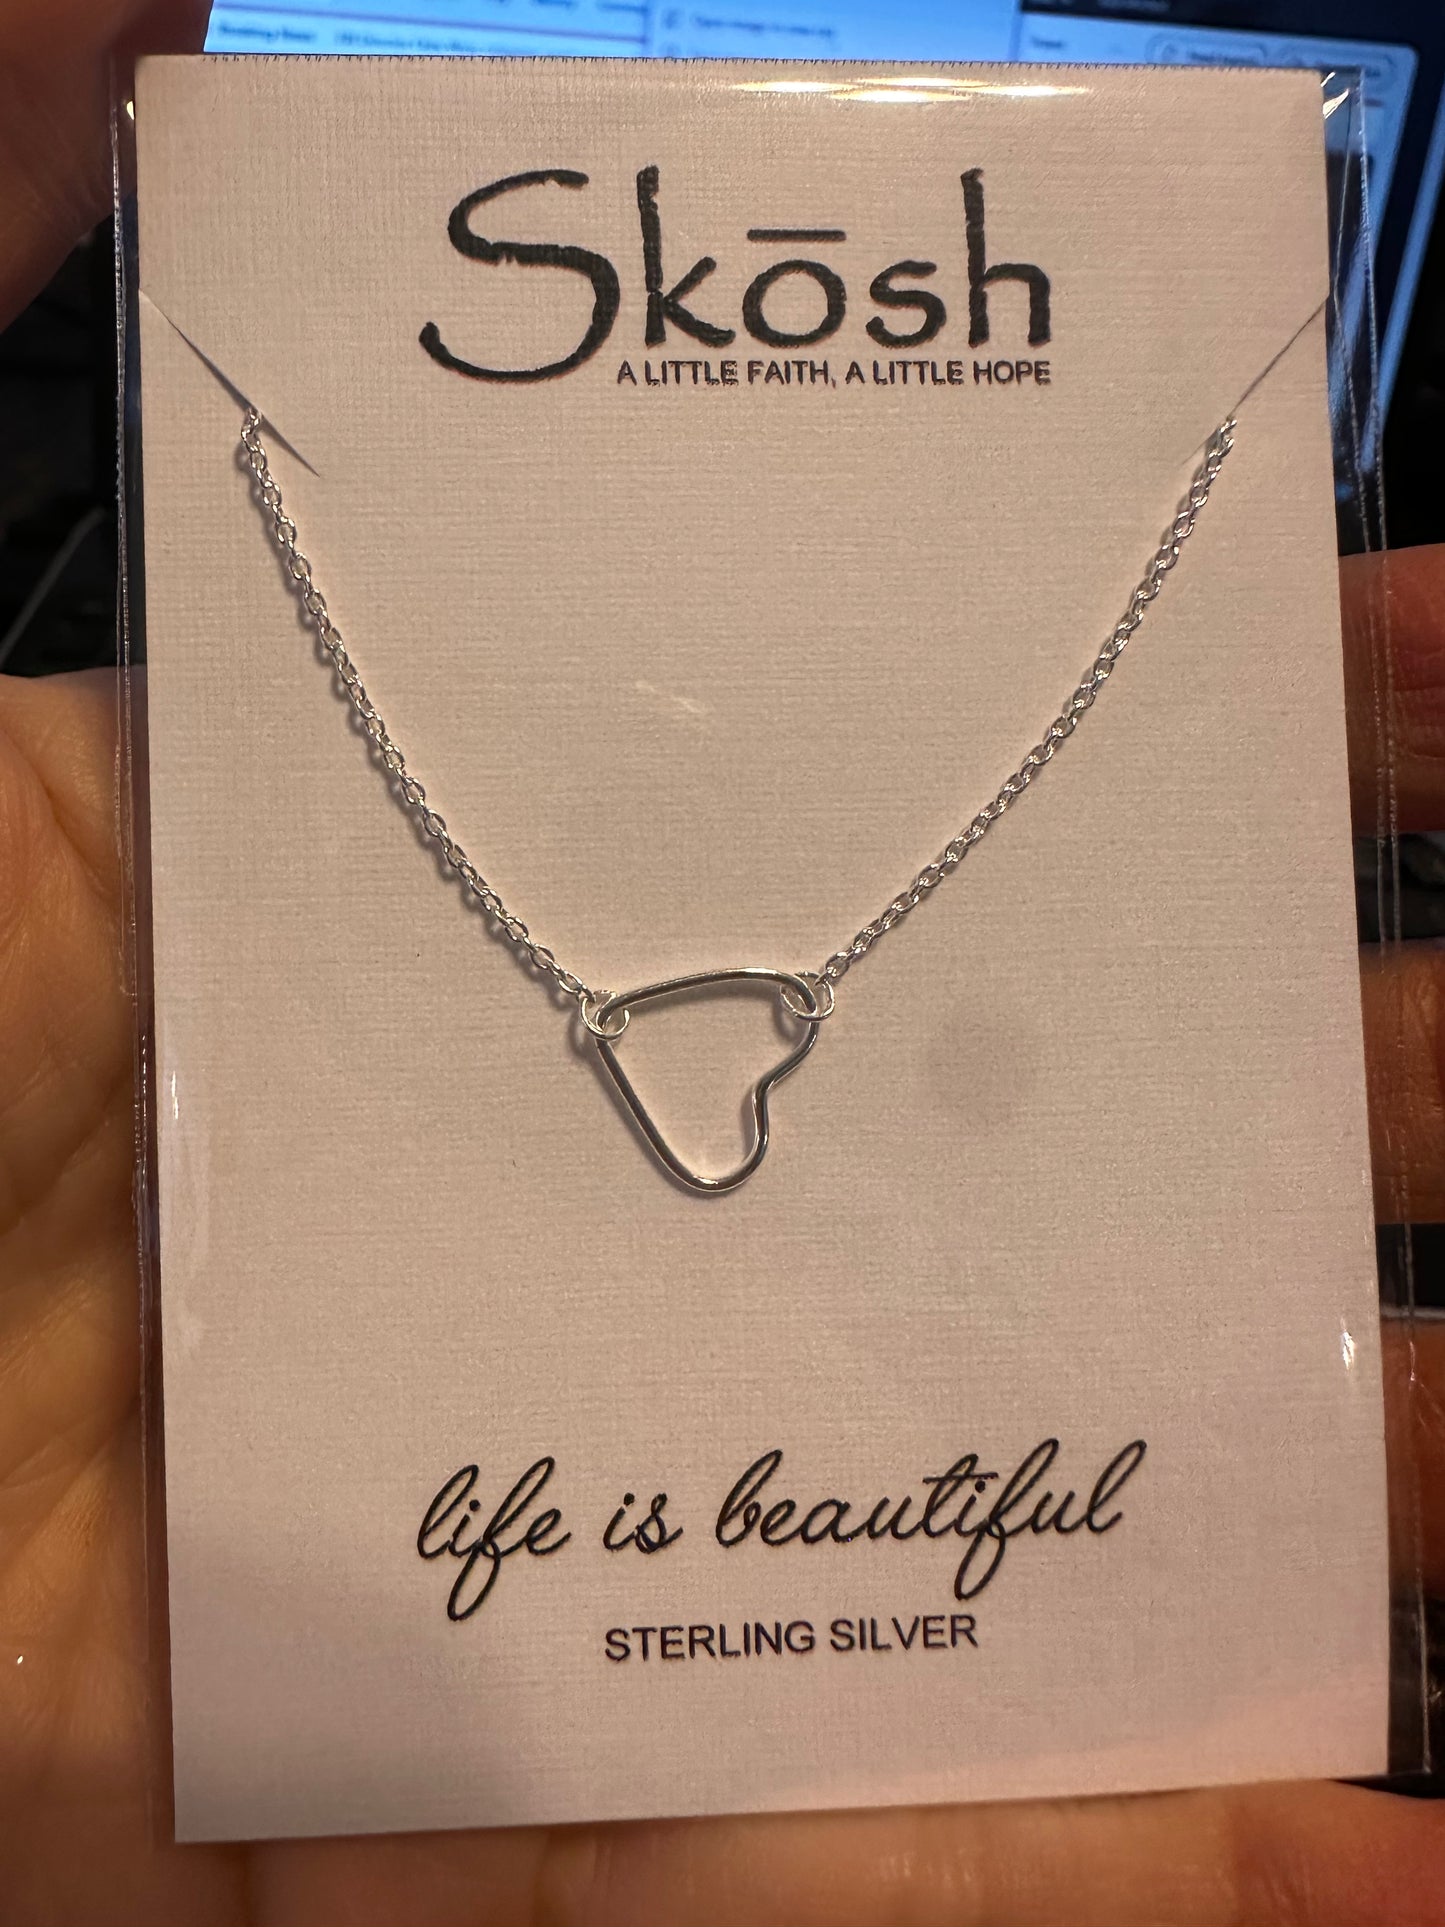 Skōsh
A LITTLE FAITH, A LITTLE HOPE
life is beautiful
STERLING SILVER